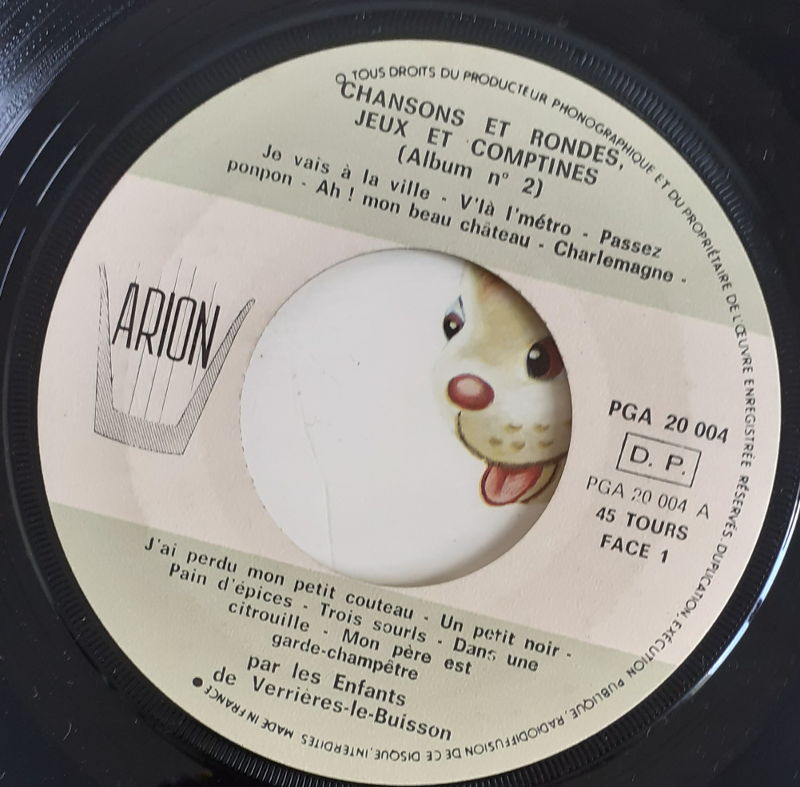 TOUS DROITS DU PRODUCTEUR PHONOGRAPHIQUE ET DU PROPRIÉTAIRE DE L'ŒUVRE ENREGISTRÉE RÉSERVÉS. DUPLICATION, EXÉCUTION PUBLIQUE, RADIODIFFUSION DE CE DISQUE, INTERDITES MADE IN FRANCE
CHANSONS ET RONDES,
JEUX ET COMPTINES
(Album n° 2)
Je vais à la ville - V'là l'métro - Passez
ponpon - Ah ! mon beau château - Charlemagne -
ARION
PGA 20 004
D. P.
PGA 20 004 A
45 TOURS
FACE 1
J'ai perdu mon petit couteau - Un petit noir -
Pain d'épices - Trois souris - Dans une
citrouille - Mon père est
garde-champêtre
par les Enfants
de Verrières-le-Buisson